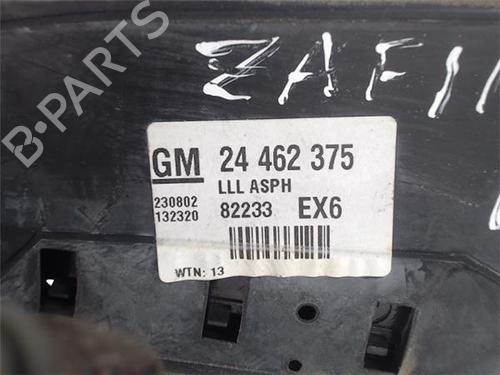 B-PARTS
ZAFI
GM 24 462 375
LLL ASPH
230802
132320 82233 EX6
WTN: 13